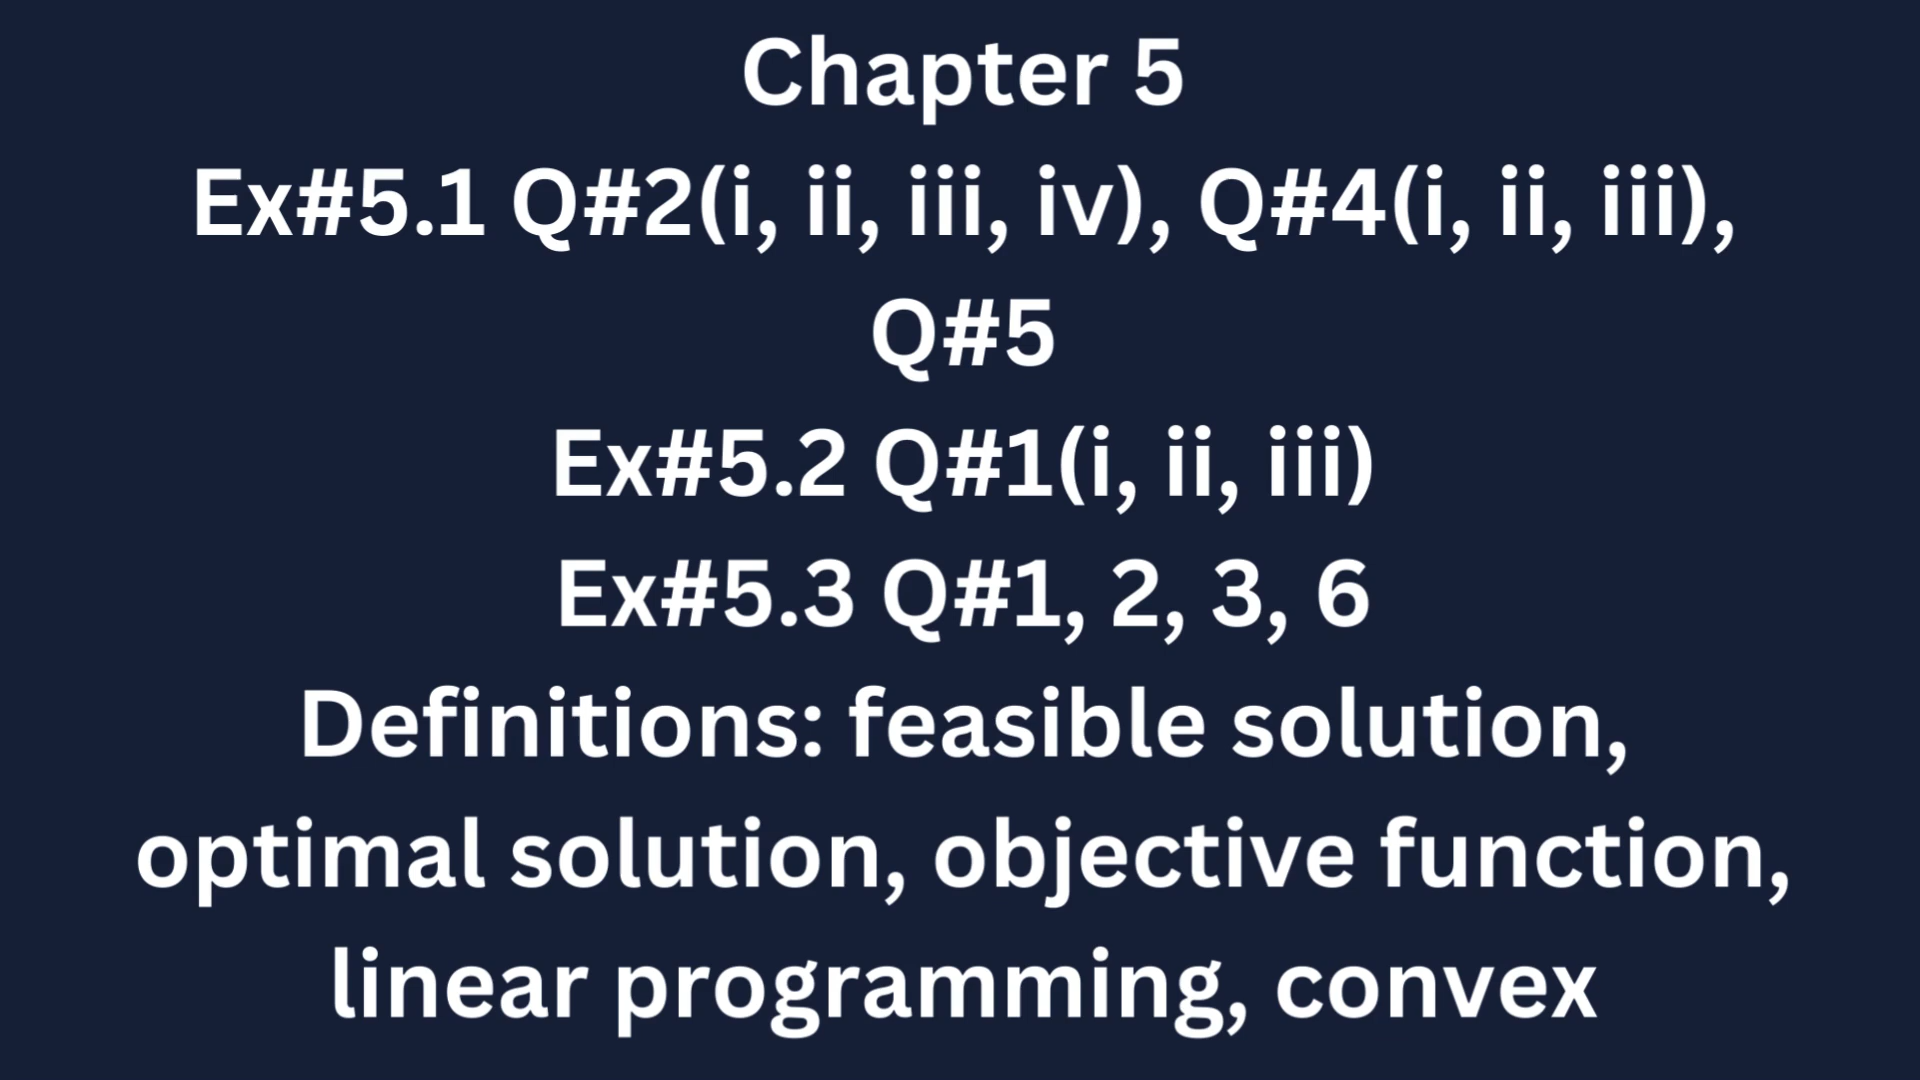 Chapter 5
Ex#5.1 Q#2(i, ii, iii, iv), Q#4(i, ii, iii),
Q#5
Ex#5.2 Q#1(i, ii, iii)
Ex#5.3 Q#1, 2, 3, 6
Definitions: feasible solution,
optimal solution, objective function,
linear programming, convex